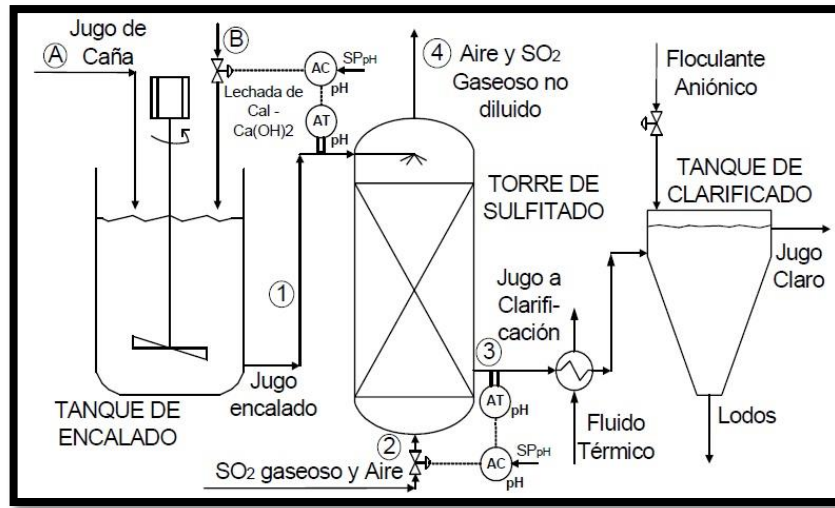 Jugo de
Caña
A
B
Lechada de
Cal -
Ca(OH)2
AC
pH
SPpH
AT
pH
4
Aire y SO2
Gaseoso no
diluido
Floculante
Aniónico
TORRE DE
SULFITADO
TANQUE DE
CLARIFICADO
Jugo
Claro
1
Jugo a
Clarifi-
cación
3
Jugo
encalado
TANQUE DE
ENCALADO
AT
pH
Fluido
Térmico
Lodos
2
SO2 gaseoso y Aire
AC
pH
SPpH